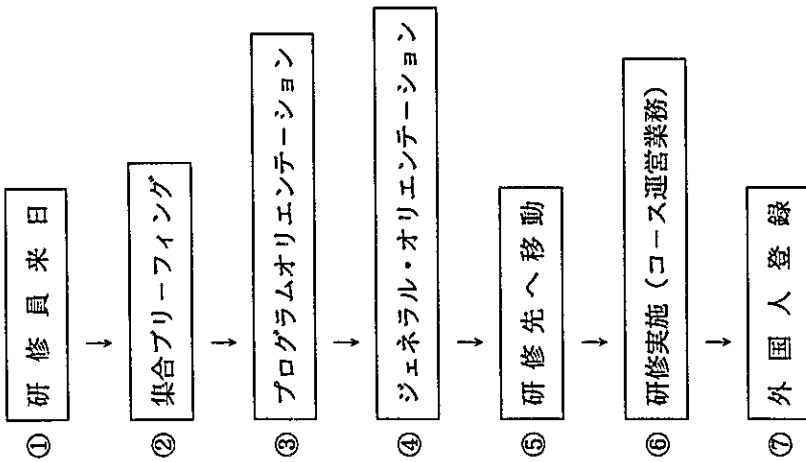 ① 研修員来日
↓
② 集合ブリーフィング
↓
③ プログラムオリエンテーション
↓
④ ジェネラル・オリエンテーション
↓
⑤ 研修先へ移動
↓
⑥ 研修実施（コース運営業務）
↓
⑦ 外国人登録